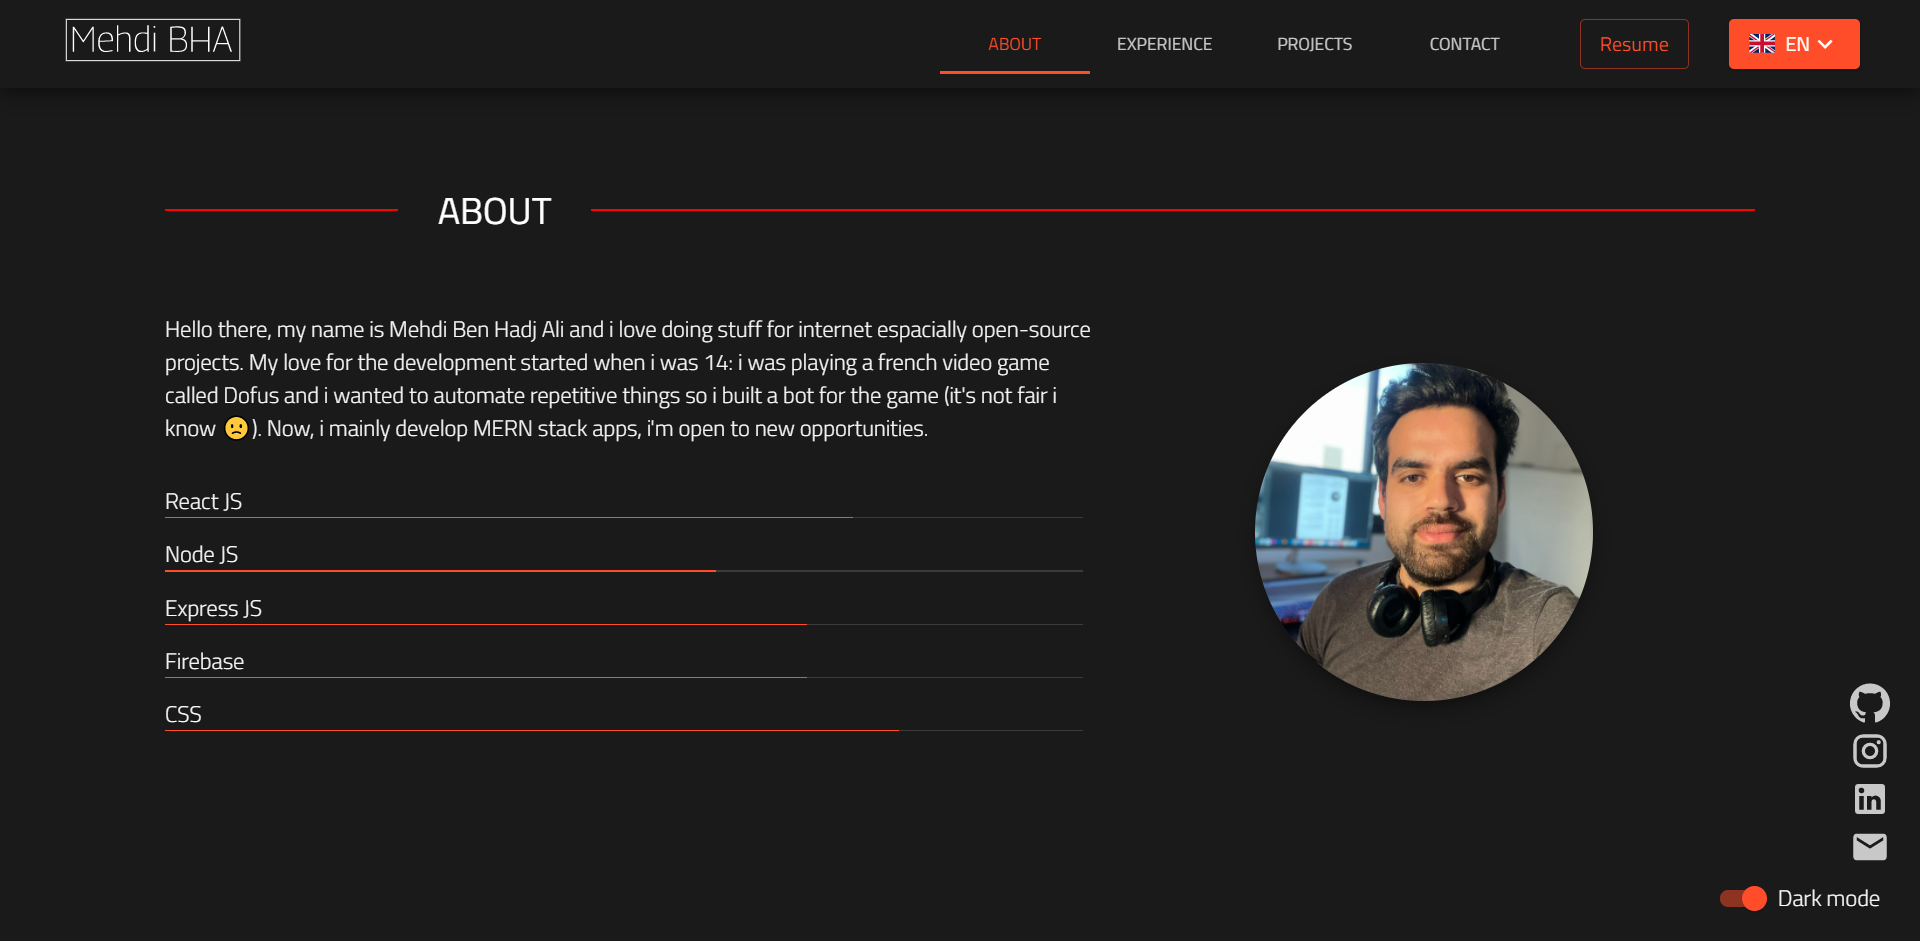 Mehdi BHA
ABOUT
EXPERIENCE
PROJECTS
CONTACT
Resume
EN
ABOUT
Hello there, my name is Mehdi Ben Hadj Ali and i love doing stuff for internet espacially open-source
projects. My love for the development started when i was 14: i was playing a french video game
called Dofus and i wanted to automate repetitive things so i built a bot for the game (it's not fair i
know 🙁). Now, i mainly develop MERN stack apps, i'm open to new opportunities.
React JS
Node JS
Express JS
Firebase
CSS
in
Dark mode